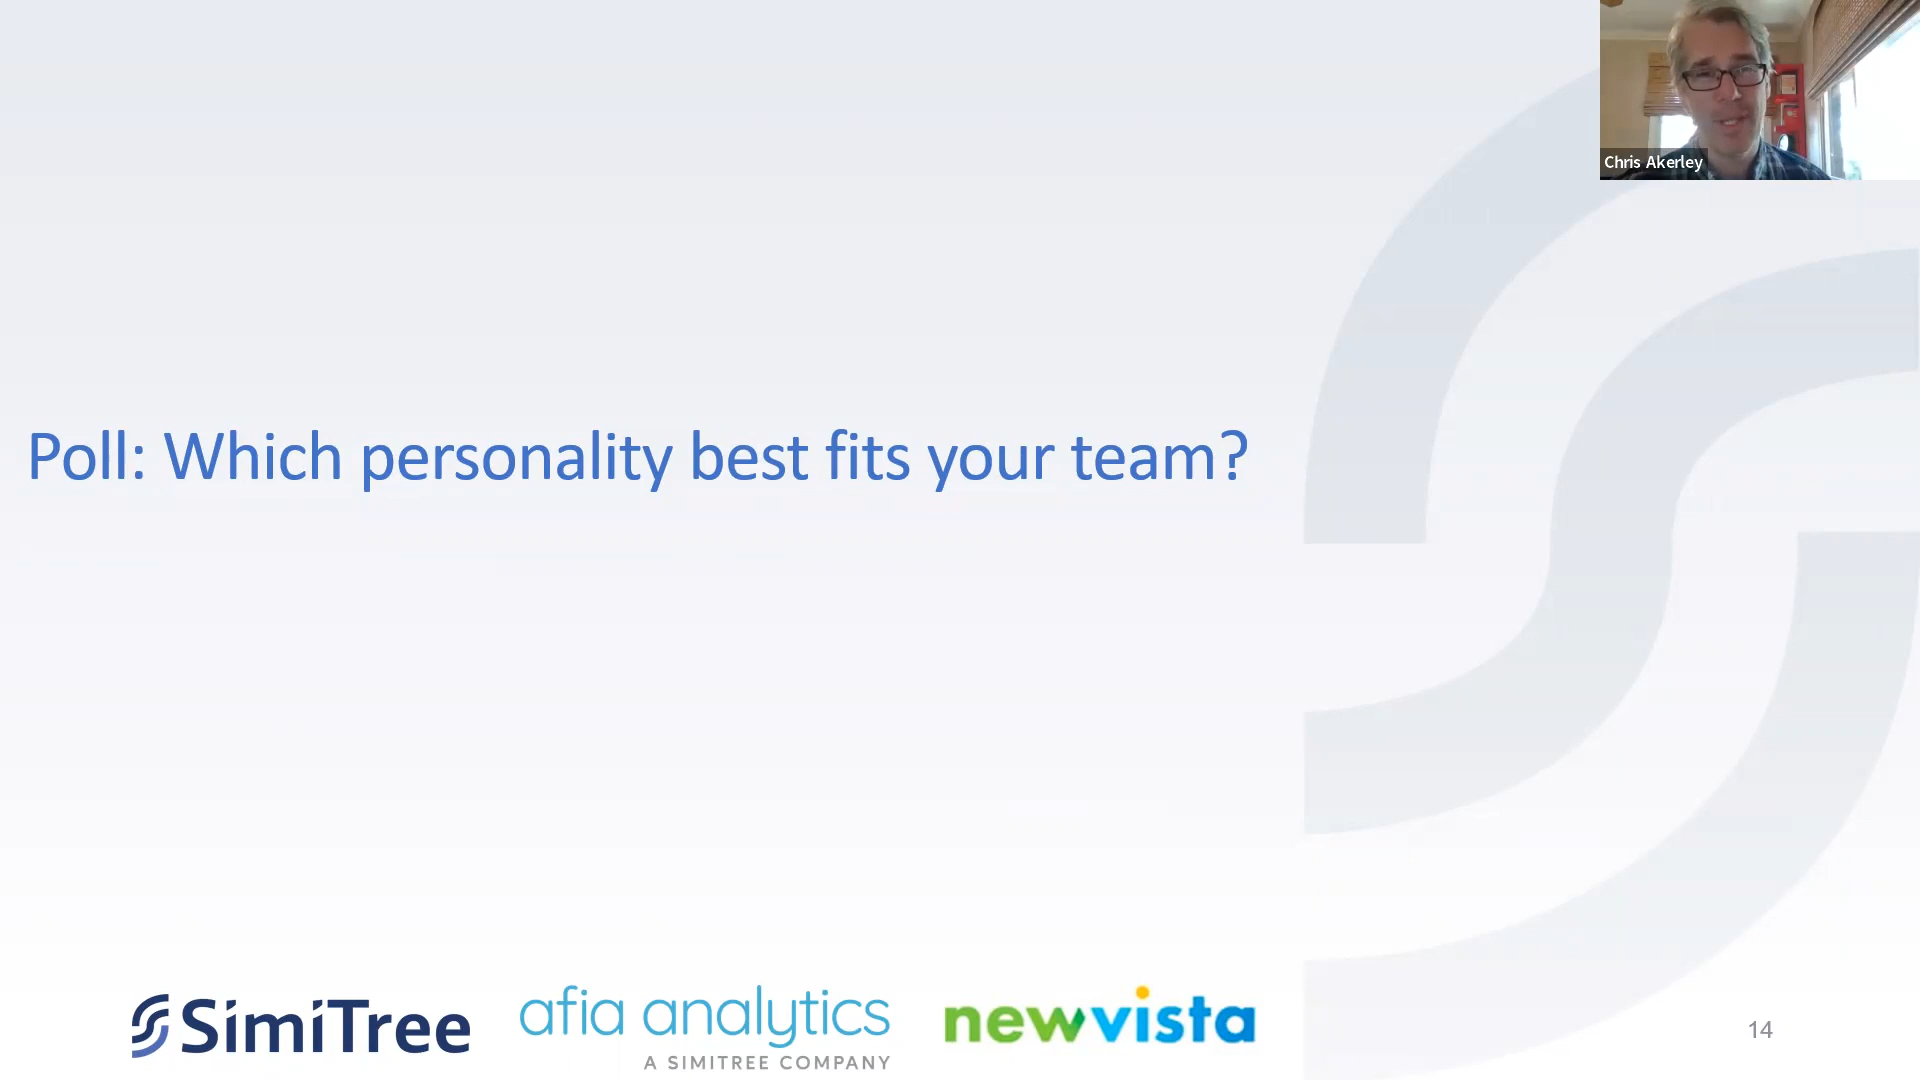 Chris Akerley
Poll: Which personality best fits your team?
SimiTree
afia analytics
A SIMITREE COMPANY
newvista
14